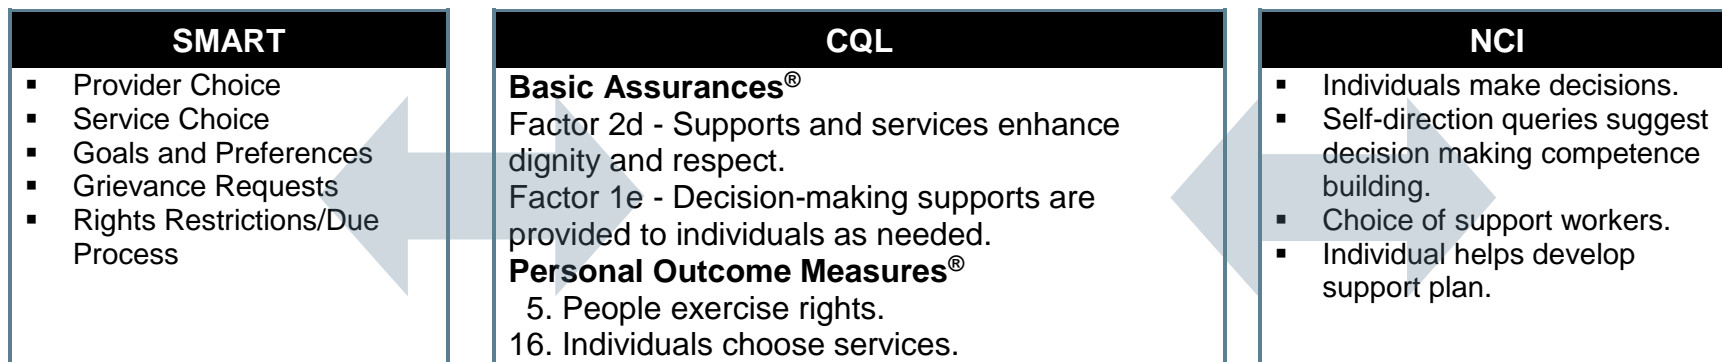 SMART
▪ Provider Choice
▪ Service Choice
▪ Goals and Preferences
▪ Grievance Requests
▪ Rights Restrictions/Due
Process
CQL
Basic Assurances®
Factor 2d - Supports and services enhance
dignity and respect.
Factor 1e - Decision-making supports are
provided to individuals as needed.
Personal Outcome Measures®
5. People exercise rights.
16. Individuals choose services.
NCI
▪ Individuals make decisions.
▪ Self-direction queries suggest
decision making competence
building.
▪ Choice of support workers.
▪ Individual helps develop
support plan.